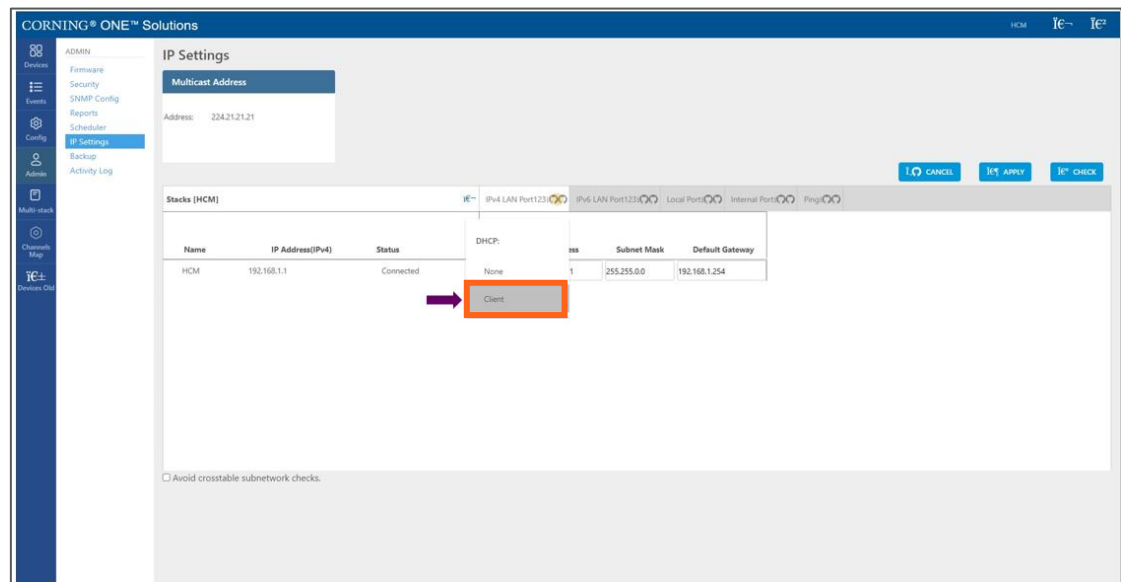 CORNING® ONE™ Solutions
HCM Ï€¬ Ï€²
Devices
Events
Config
Admin
Multi-stack
Channels Map
Ï€±
Devices Old
ADMIN
Firmware
Security
SNMP Config
Reports
Scheduler
IP Settings
Backup
Activity Log
IP Settings
Multicast Address
Address: 224.21.21.21
CANCEL APPLY CHECK
Stacks [HCM] IPv4 LAN Port123 IPv6 LAN Port123 Local Ports Internal Ports Ping
Name IP Address(IPv4) Status Subnet Mask Default Gateway
HCM 192.168.1.1 Connected 255.255.0.0 192.168.1.254
DHCP:
None
Client
Avoid crosstable subnetwork checks.